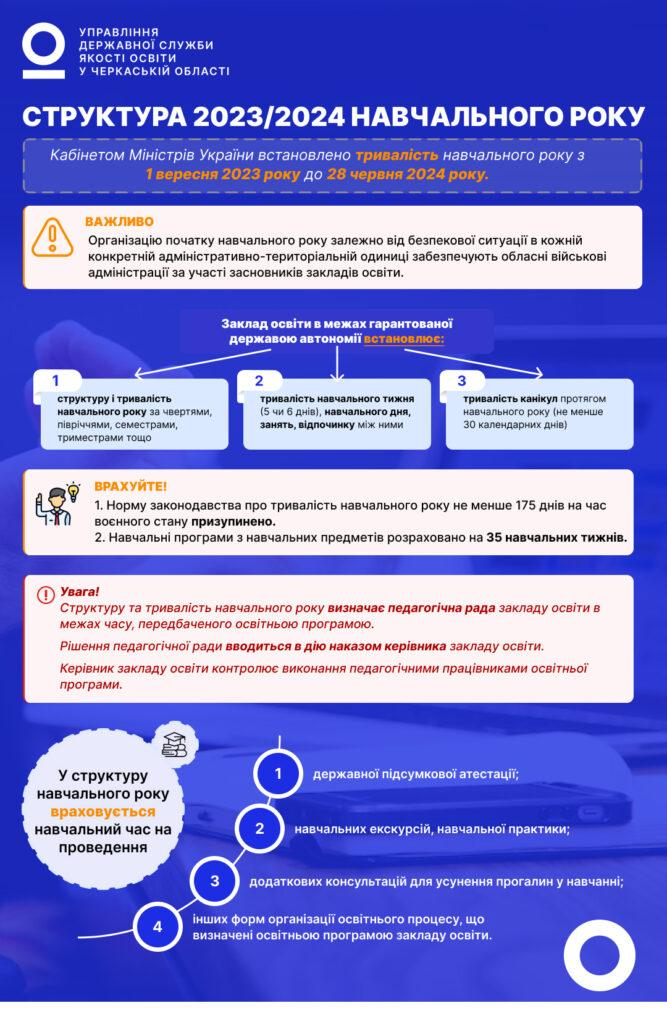 УПРАВЛІННЯ
ДЕРЖАВНОЇ СЛУЖБИ
ЯКОСТІ ОСВІТИ
У ЧЕРКАСЬКІЙ ОБЛАСТІ
СТРУКТУРА 2023/2024 НАВЧАЛЬНОГО РОКУ
Кабінетом Міністрів України встановлено тривалість навчального року з
1 вересня 2023 року до 28 червня 2024 року.
ВАЖЛИВО
Організацію початку навчального року залежно від безпекової ситуації в кожній
конкретній адміністративно-територіальній одиниці забезпечують обласні військові
адміністрації за участі засновників закладів освіти.
Заклад освіти в межах гарантованої
державою автономії встановлює:
1
структуру і тривалість
навчального року за чвертями,
півріччями, семестрами,
триместрами тощо
2
тривалість навчального тижня
(5 чи 6 днів), навчального дня,
занять, відпочинку між ними
3
тривалість канікул протягом
навчального року (не менше
30 календарних днів)
ВРАХУЙТЕ!
1. Норму законодавства про тривалість навчального року не менше 175 днів на час
воєнного стану призупинено.
2. Навчальні програми з навчальних предметів розраховано на 35 навчальних тижнів.
Увага!
Структуру та тривалість навчального року визначає педагогічна рада закладу освіти в
межах часу, передбаченого освітньою програмою.
Рішення педагогічної ради вводиться в дію наказом керівника закладу освіти.
Керівник закладу освіти контролює виконання педагогічними працівниками освітньої
програми.
У структуру
навчального року
враховується
навчальний час на
проведення
1
державної підсумкової атестації;
2
навчальних екскурсій, навчальної практики;
3
додаткових консультацій для усунення прогалин у навчанні;
4
інших форм організації освітнього процесу, що
визначені освітньою програмою закладу освіти.